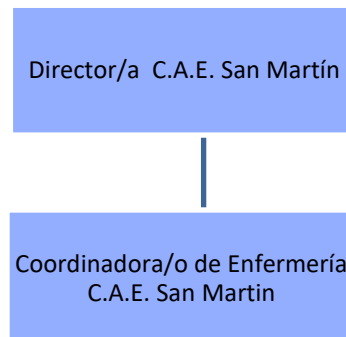 Director/a  C.A.E. San Martín
Coordinadora/o de Enfermería
C.A.E. San Martin